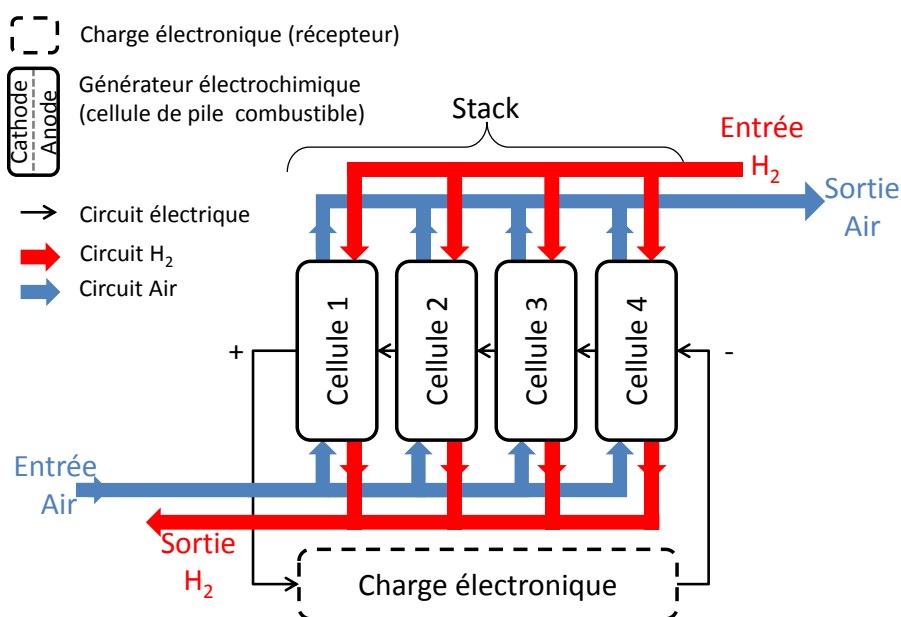 Charge électronique (récepteur)
Cathode
Anode
Générateur électrochimique
(cellule de pile combustible)
Circuit électrique
Circuit H₂
Circuit Air
Stack
Entrée
H₂
Sortie
Air
Cellule 1
Cellule 2
Cellule 3
Cellule 4
+
-
Entrée
Air
Sortie
H₂
Charge électronique